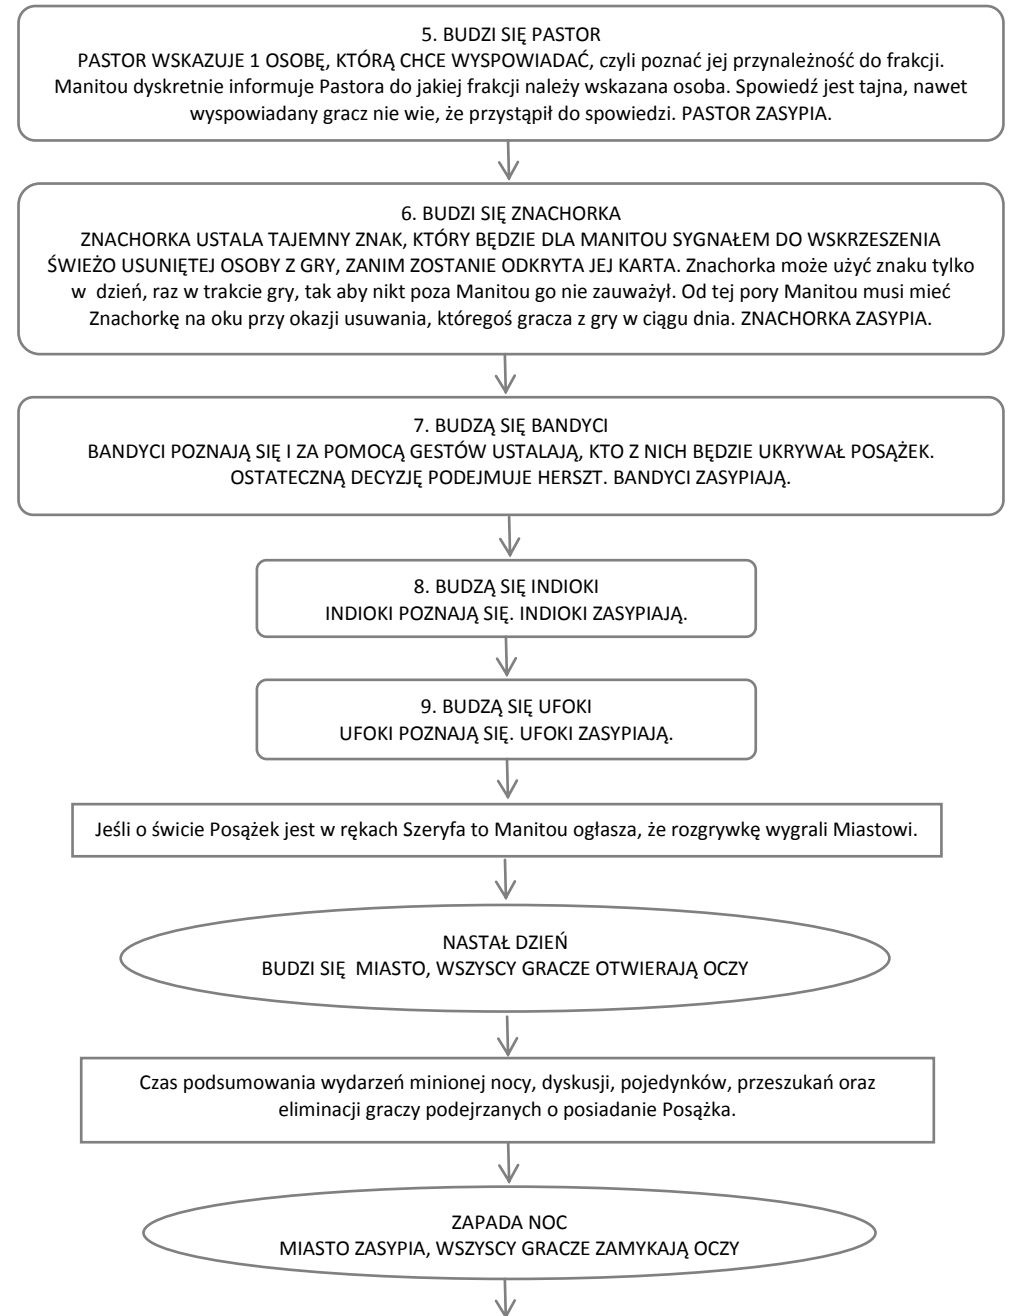 5. BUDZI SIĘ PASTOR
PASTOR WSKAZUJE 1 OSOBĘ, KTÓRĄ CHCE WYSPOWIADAĆ, czyli poznać jej przynależność do frakcji.
Manitou dyskretnie informuje Pastora do jakiej frakcji należy wskazana osoba. Spowiedź jest tajna, nawet
wyspowiadany gracz nie wie, że przystąpił do spowiedzi. PASTOR ZASYPIA.
6. BUDZI SIĘ ZNACHORKA
ZNACHORKA USTALA TAJEMNY ZNAK, KTÓRY BĘDZIE DLA MANITOU SYGNAŁEM DO WSKRZESZENIA
ŚWIEŻO USUNIĘTEJ OSOBY Z GRY, ZANIM ZOSTANIE ODKRYTA JEJ KARTA. Znachorka może użyć znaku tylko
w dzień, raz w trakcie gry, tak aby nikt poza Manitou go nie zauważył. Od tej pory Manitou musi mieć
Znachorkę na oku przy okazji usuwania, któregoś gracza z gry w ciągu dnia. ZNACHORKA ZASYPIA.
7. BUDZĄ SIĘ BANDYCI
BANDYCI POZNAJĄ SIĘ I ZA POMOCĄ GESTÓW USTALAJĄ, KTO Z NICH BĘDZIE UKRYWAŁ POSĄŻEK.
OSTATECZNĄ DECYZJĘ PODEJMUJE HERSZT. BANDYCI ZASYPIAJĄ.
8. BUDZĄ SIĘ INDIOKI
INDIOKI POZNAJĄ SIĘ. INDIOKI ZASYPIAJĄ.
9. BUDZĄ SIĘ UFOKI
UFOKI POZNAJĄ SIĘ. UFOKI ZASYPIAJĄ.
Jeśli o świcie Posążek jest w rękach Szeryfa to Manitou ogłasza, że rozgrywkę wygrali Miastowi.
NASTAŁ DZIEŃ
BUDZI SIĘ MIASTO, WSZYSCY GRACZE OTWIERAJĄ OCZY
Czas podsumowania wydarzeń minionej nocy, dyskusji, pojedynków, przeszukań oraz
eliminacji graczy podejrzanych o posiadanie Posążka.
ZAPADA NOC
MIASTO ZASYPIA, WSZYSCY GRACZE ZAMYKAJĄ OCZY